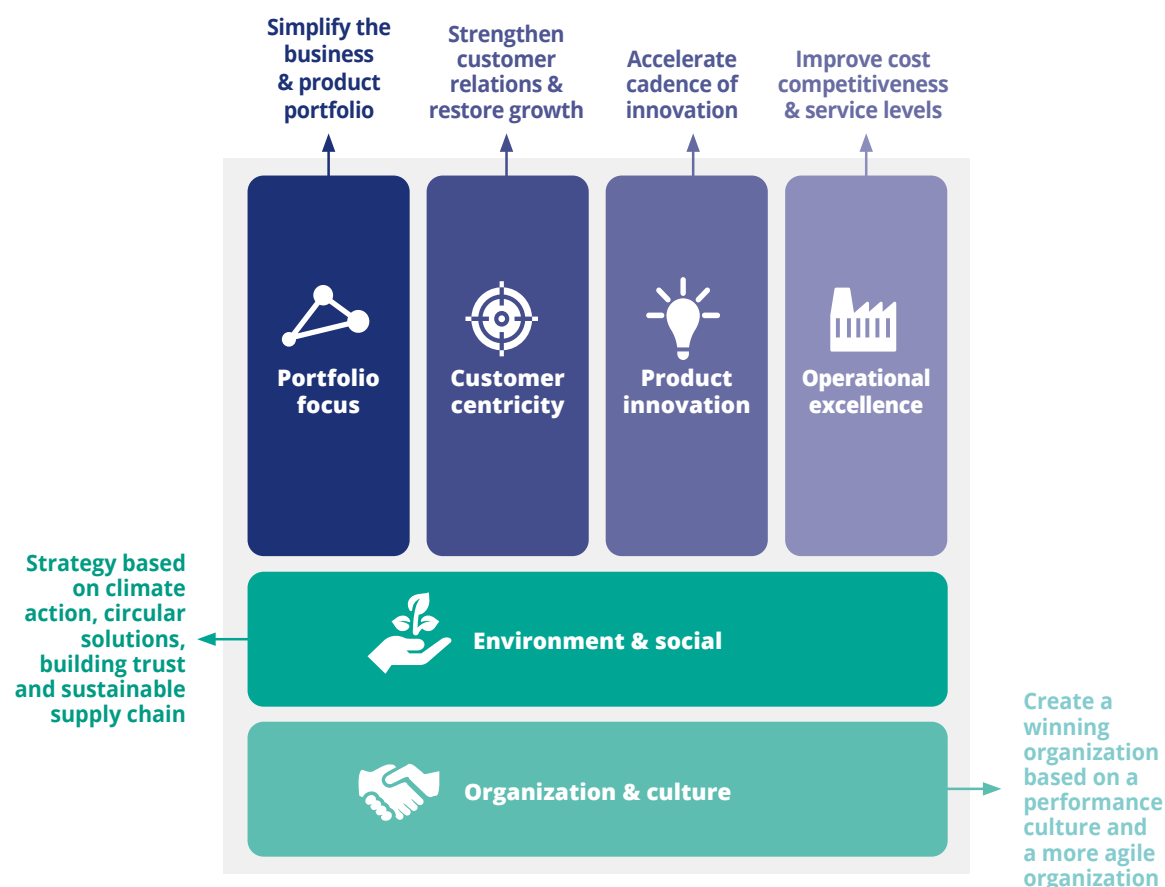 Simplify the
business
& product
portfolio
Strengthen
customer
relations &
restore growth
Accelerate
cadence of
innovation
Improve cost
competitiveness
& service levels
Portfolio
focus
Customer
centricity
Product
innovation
Operational
excellence
Strategy based
on climate
action, circular
solutions,
building trust
and sustainable
supply chain
Environment & social
Organization & culture
Create a
winning
organization
based on a
performance
culture and
a more agile
organization